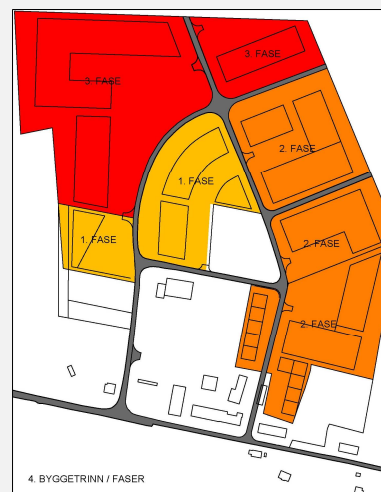 3. FASE
3. FASE
2. FASE
1. FASE
1. FASE
2. FASE
2. FASE
4. BYGGETRINN / FASER